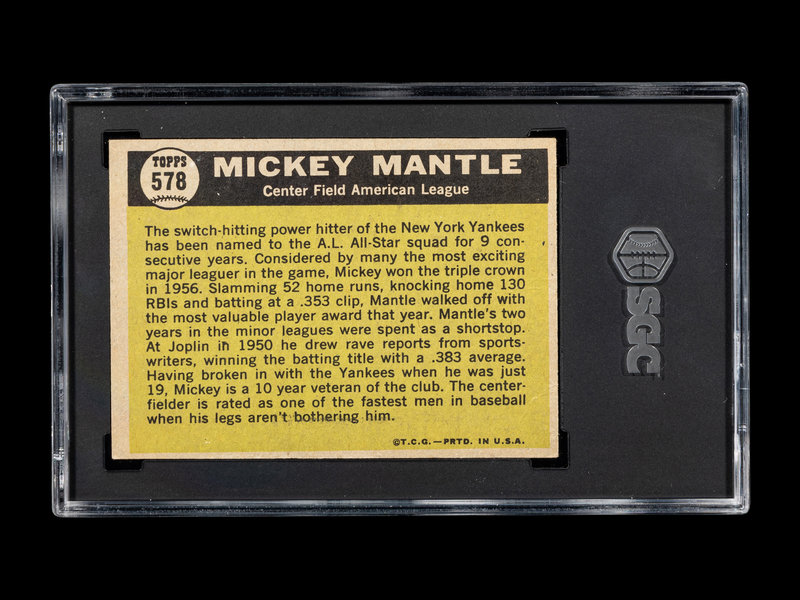 TOPPS
578
MICKEY MANTLE
Center Field American League
The switch-hitting power hitter of the New York Yankees
has been named to the A.L. All-Star squad for 9 con-
secutive years. Considered by many the most exciting
major leaguer in the game, Mickey won the triple crown
in 1956. Slamming 52 home runs, knocking home 130
RBIs and batting at a .353 clip, Mantle walked off with
the most valuable player award that year. Mantle's two
years in the minor leagues were spent as a shortstop.
At Joplin in 1950 he drew rave reports from sports-
writers, winning the batting title with a .383 average.
Having broken in with the Yankees when he was just
19, Mickey is a 10 year veteran of the club. The center-
fielder is rated as one of the fastest men in baseball
when his legs aren't bothering him.
©T.C.G.—PRTD. IN U.S.A.
SGC